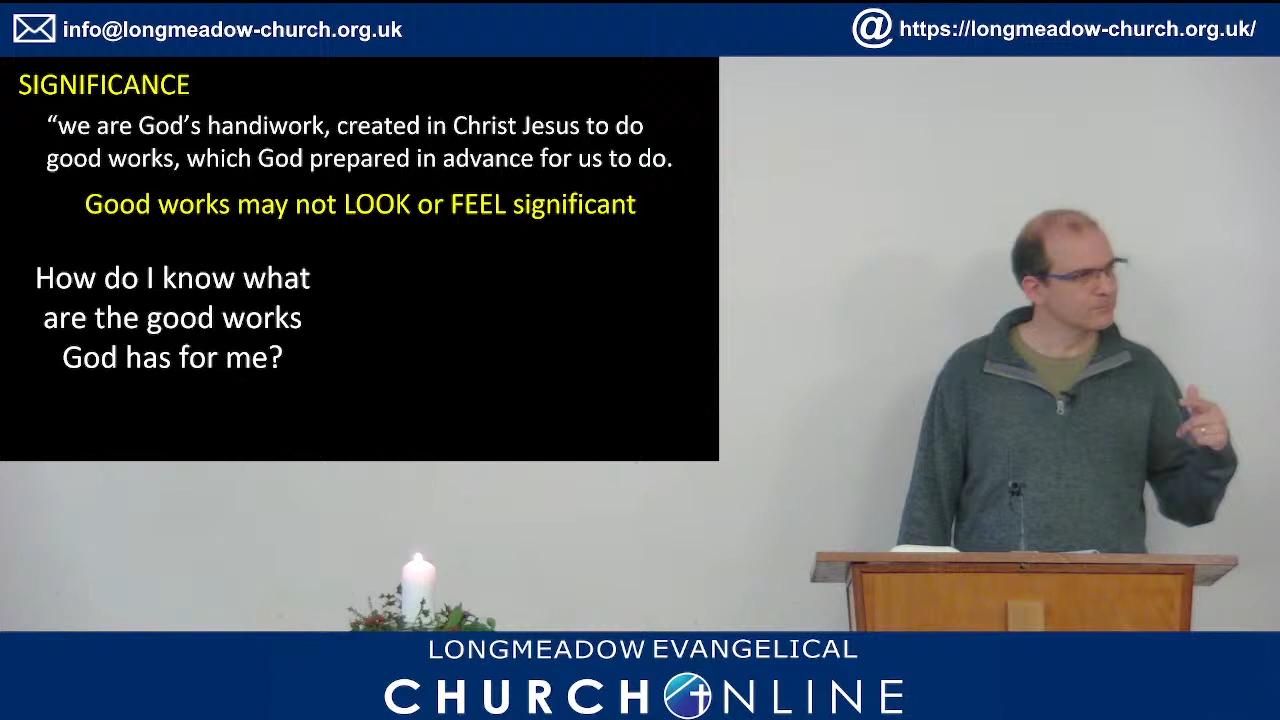 info@longmeadow-church.org.uk
https://longmeadow-church.org.uk/
SIGNIFICANCE
“we are God’s handiwork, created in Christ Jesus to do
good works, which God prepared in advance for us to do.
Good works may not LOOK or FEEL significant
How do I know what
are the good works
God has for me?
LONGMEADOW EVANGELICAL
CHURCH ONLINE